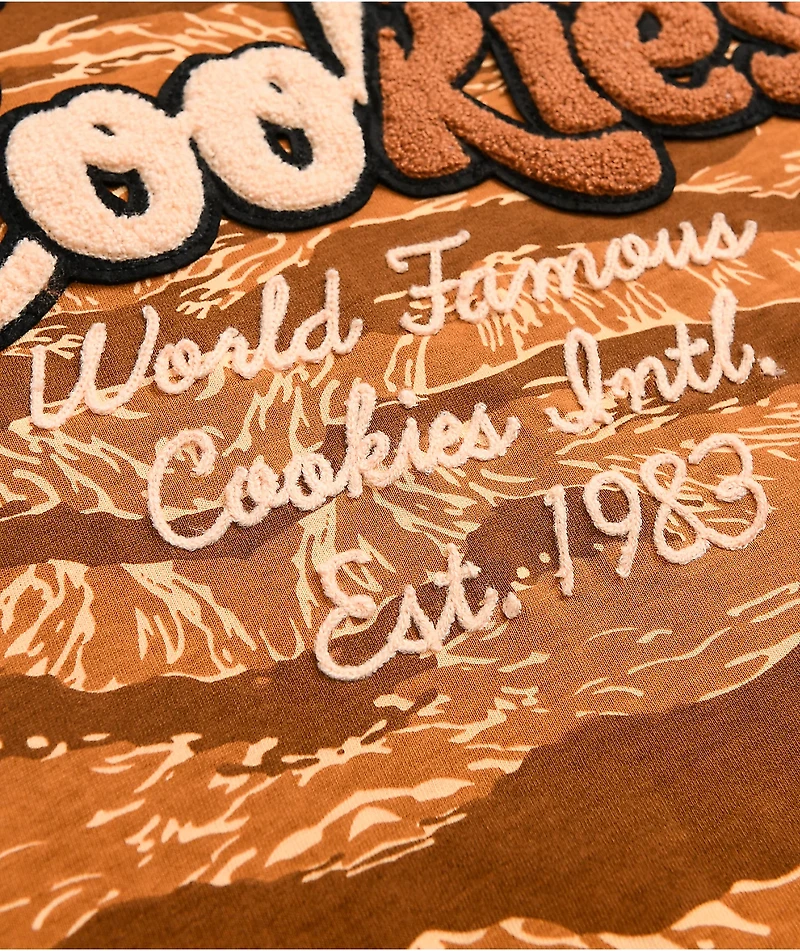 Cookies
World Famous
Cookies Intl.
Est. 1983